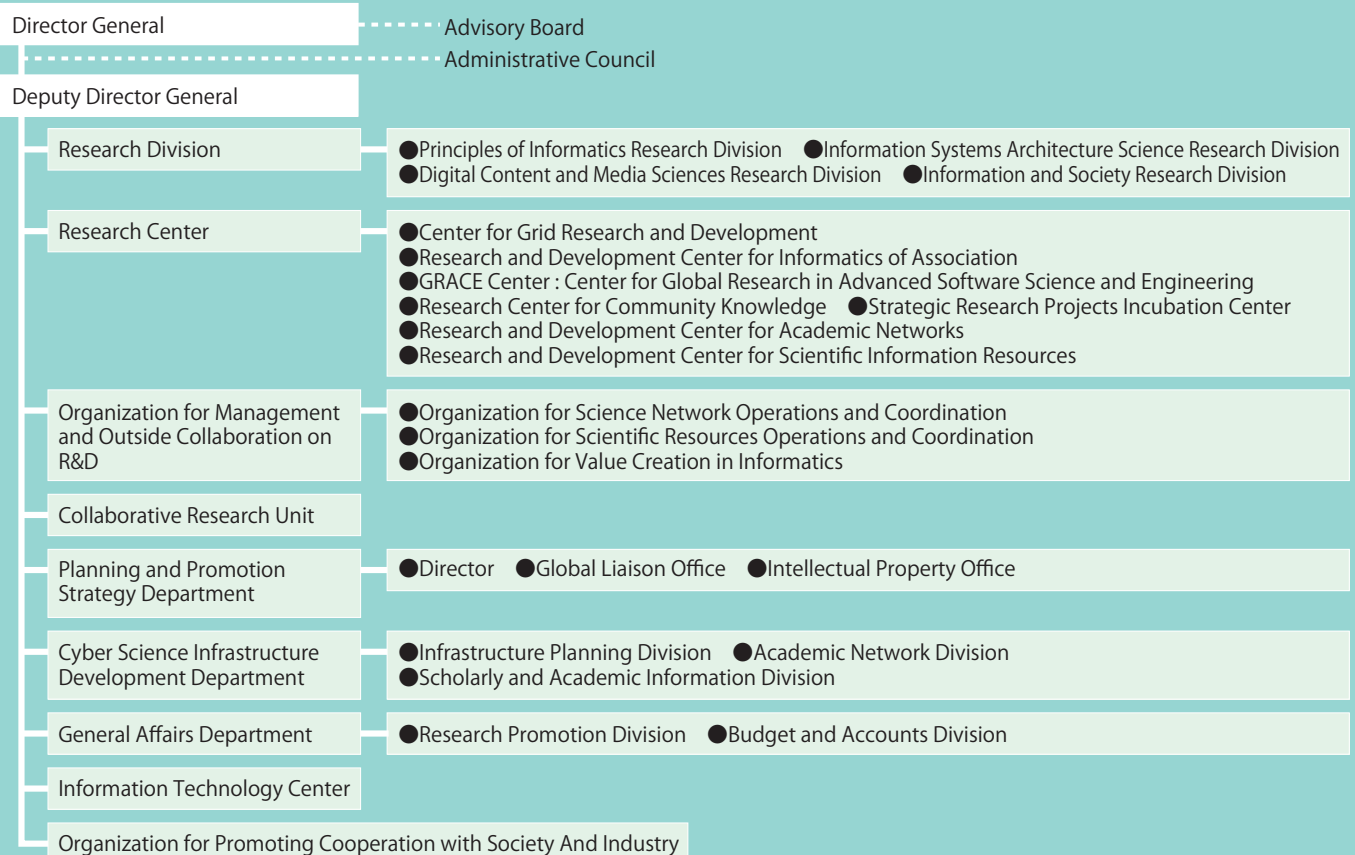 Director General
Advisory Board
Administrative Council
Deputy Director General
Research Division
●Principles of Informatics Research Division ●Information Systems Architecture Science Research Division
●Digital Content and Media Sciences Research Division ●Information and Society Research Division
Research Center
●Center for Grid Research and Development
●Research and Development Center for Informatics of Association
●GRACE Center : Center for Global Research in Advanced Software Science and Engineering
●Research Center for Community Knowledge ●Strategic Research Projects Incubation Center
●Research and Development Center for Academic Networks
●Research and Development Center for Scientific Information Resources
Organization for Management
and Outside Collaboration on
R&D
●Organization for Science Network Operations and Coordination
●Organization for Scientific Resources Operations and Coordination
●Organization for Value Creation in Informatics
Collaborative Research Unit
Planning and Promotion
Strategy Department
●Director ●Global Liaison Office ●Intellectual Property Office
Cyber Science Infrastructure
Development Department
●Infrastructure Planning Division ●Academic Network Division
●Scholarly and Academic Information Division
General Affairs Department
●Research Promotion Division ●Budget and Accounts Division
Information Technology Center
Organization for Promoting Cooperation with Society And Industry